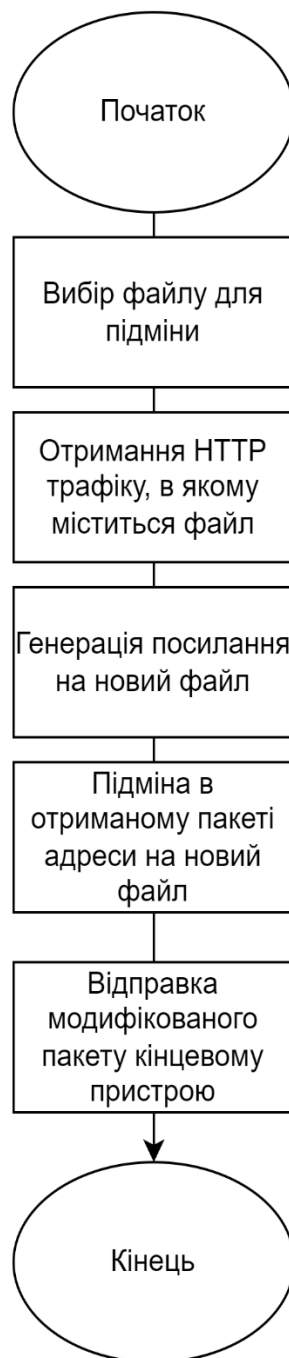 Початок
Вибір файлу для
підміни
Отримання HTTP
трафіку, в якому
міститься файл
Генерація посилання
на новий файл
Підміна в
отриманому пакеті
адреси на новий
файл
Відправка
модифікованого
пакету кінцевому
пристрою
Кінець